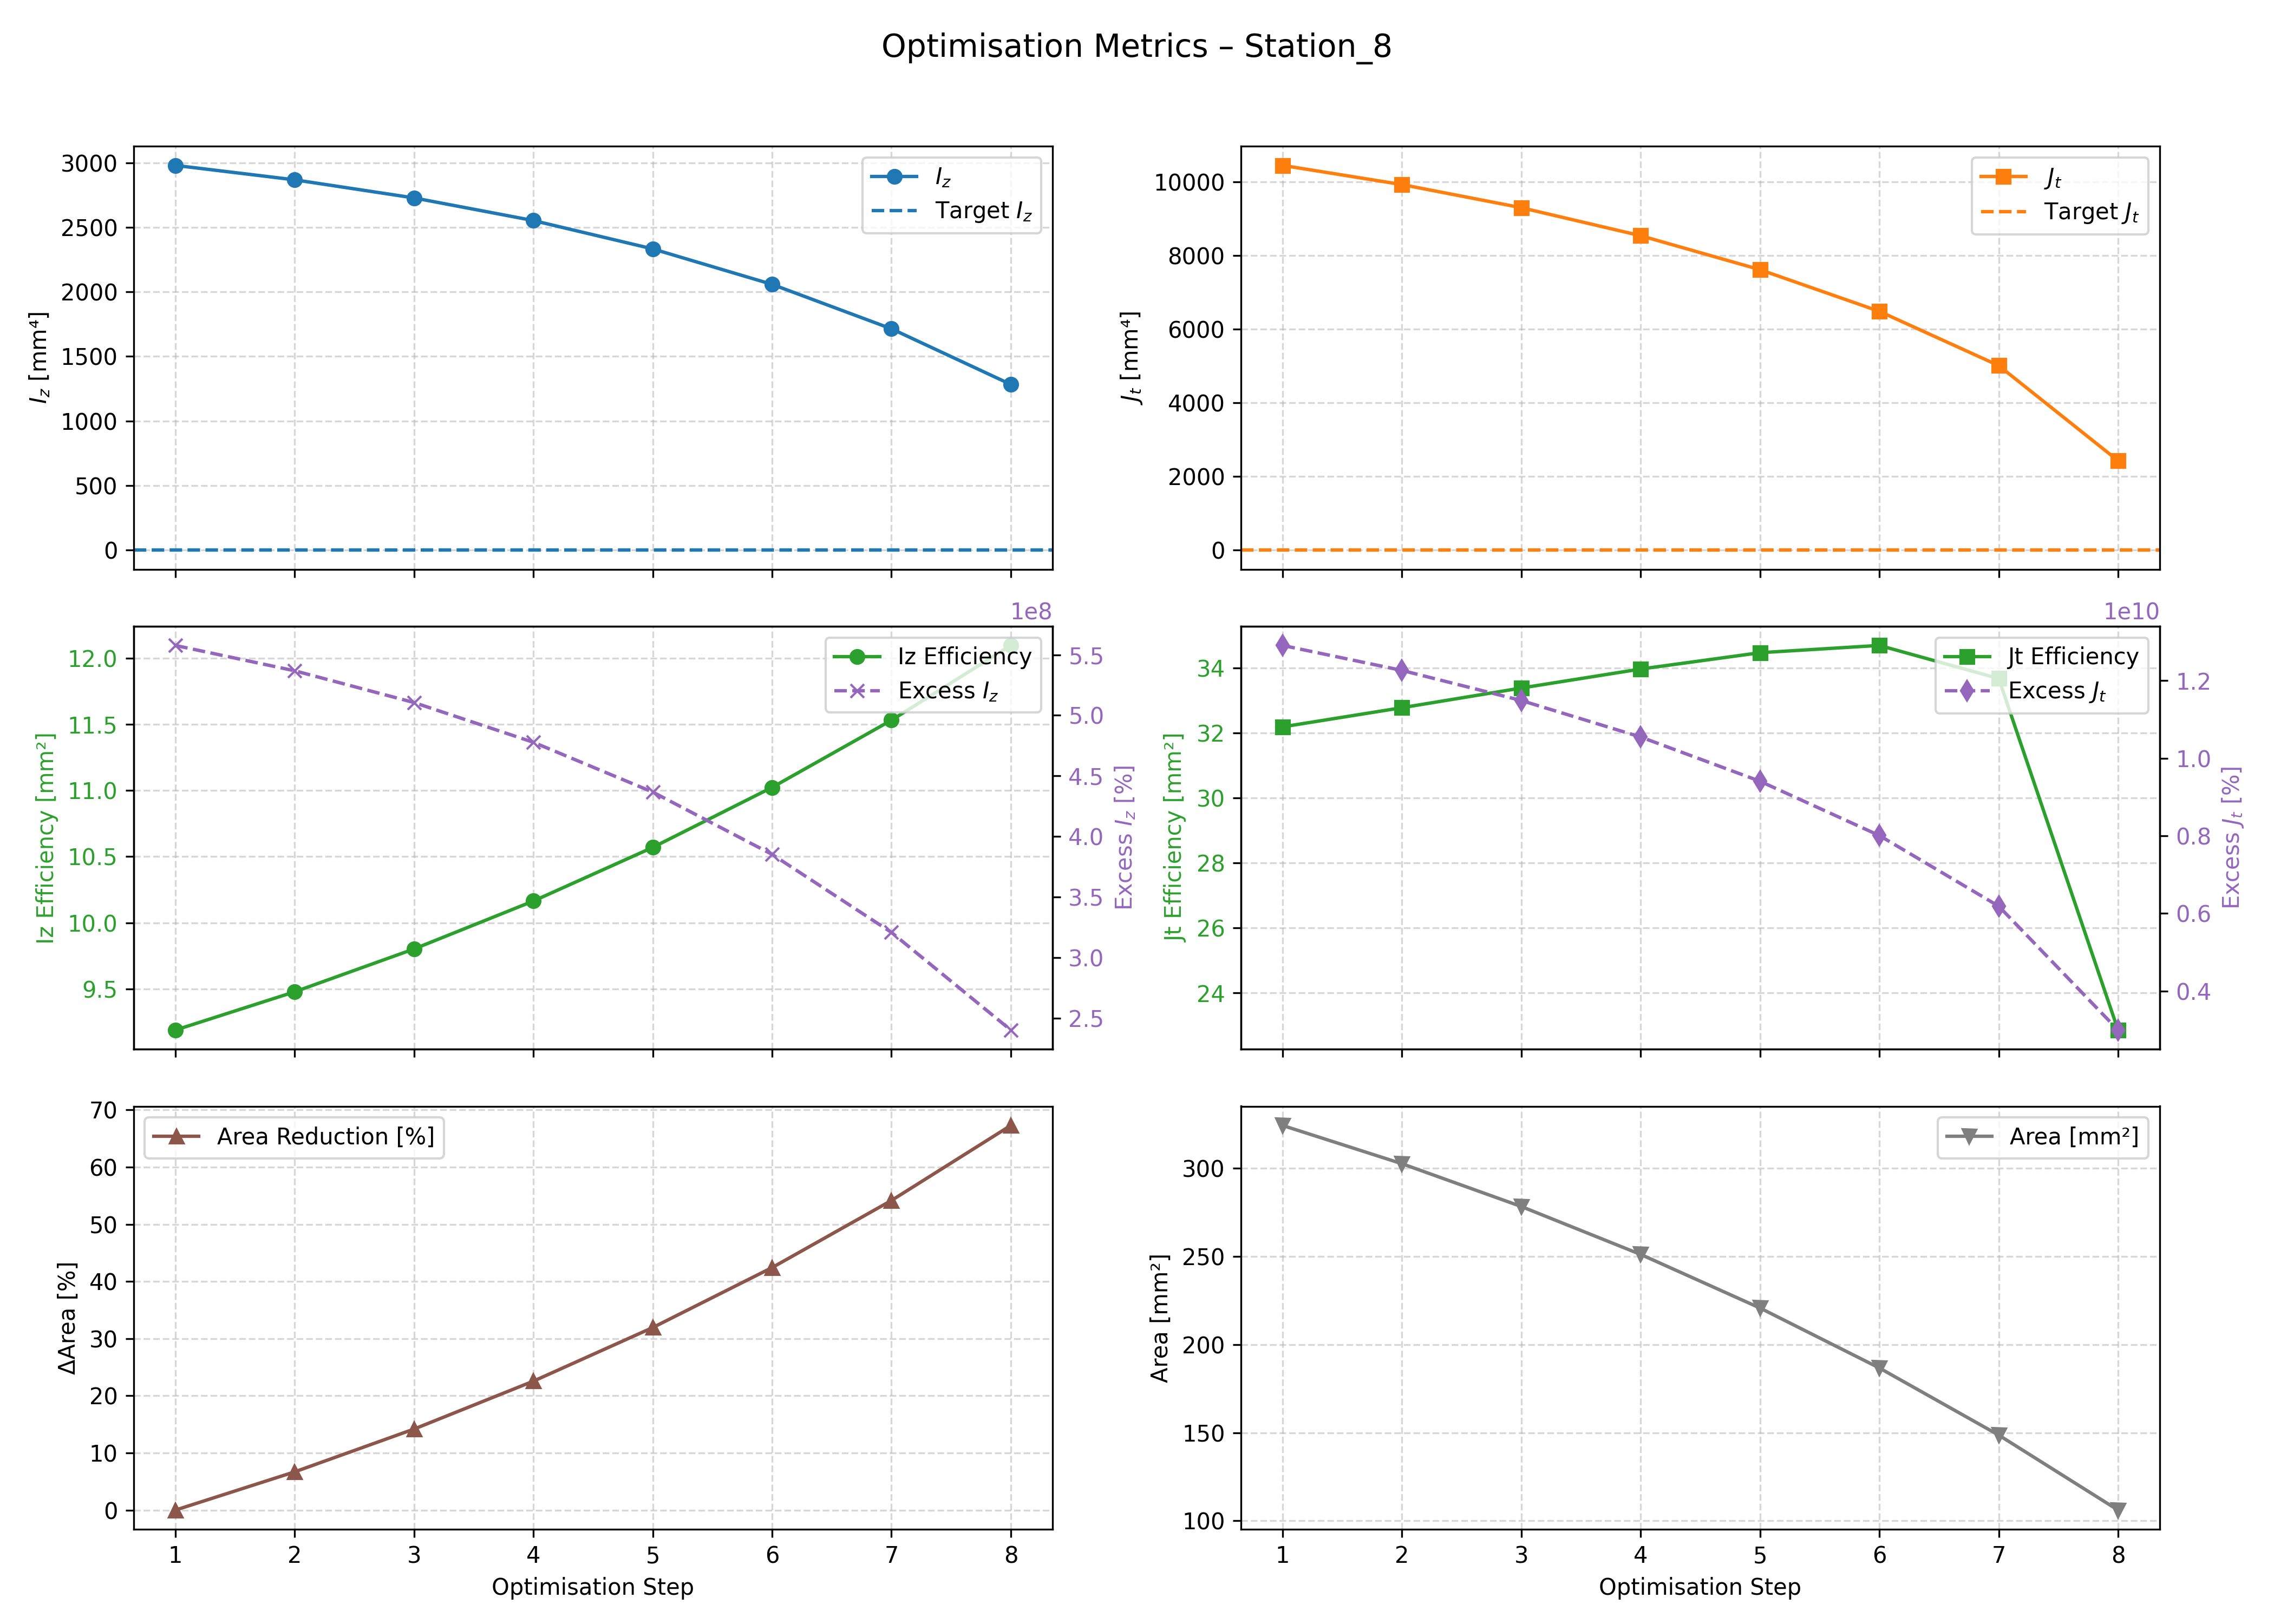 Optimisation Metrics – Station_8
3000
2500
2000
1500
1000
500
0
I_z [mm⁴]
I_z
Target I_z
10000
8000
6000
4000
2000
0
J_t [mm⁴]
J_t
Target J_t
1e8
12.0
11.5
11.0
10.5
10.0
9.5
Iz Efficiency [mm²]
Iz Efficiency
Excess I_z
5.5
5.0
4.5
4.0
3.5
3.0
2.5
Excess I_z [%]
1e10
34
32
30
28
26
24
Jt Efficiency [mm²]
Jt Efficiency
Excess J_t
1.2
1.0
0.8
0.6
0.4
Excess J_t [%]
70
60
50
40
30
20
10
0
ΔArea [%]
Area Reduction [%]
1 2 3 4 5 6 7 8
Optimisation Step
300
250
200
150
100
Area [mm²]
Area [mm²]
1 2 3 4 5 6 7 8
Optimisation Step